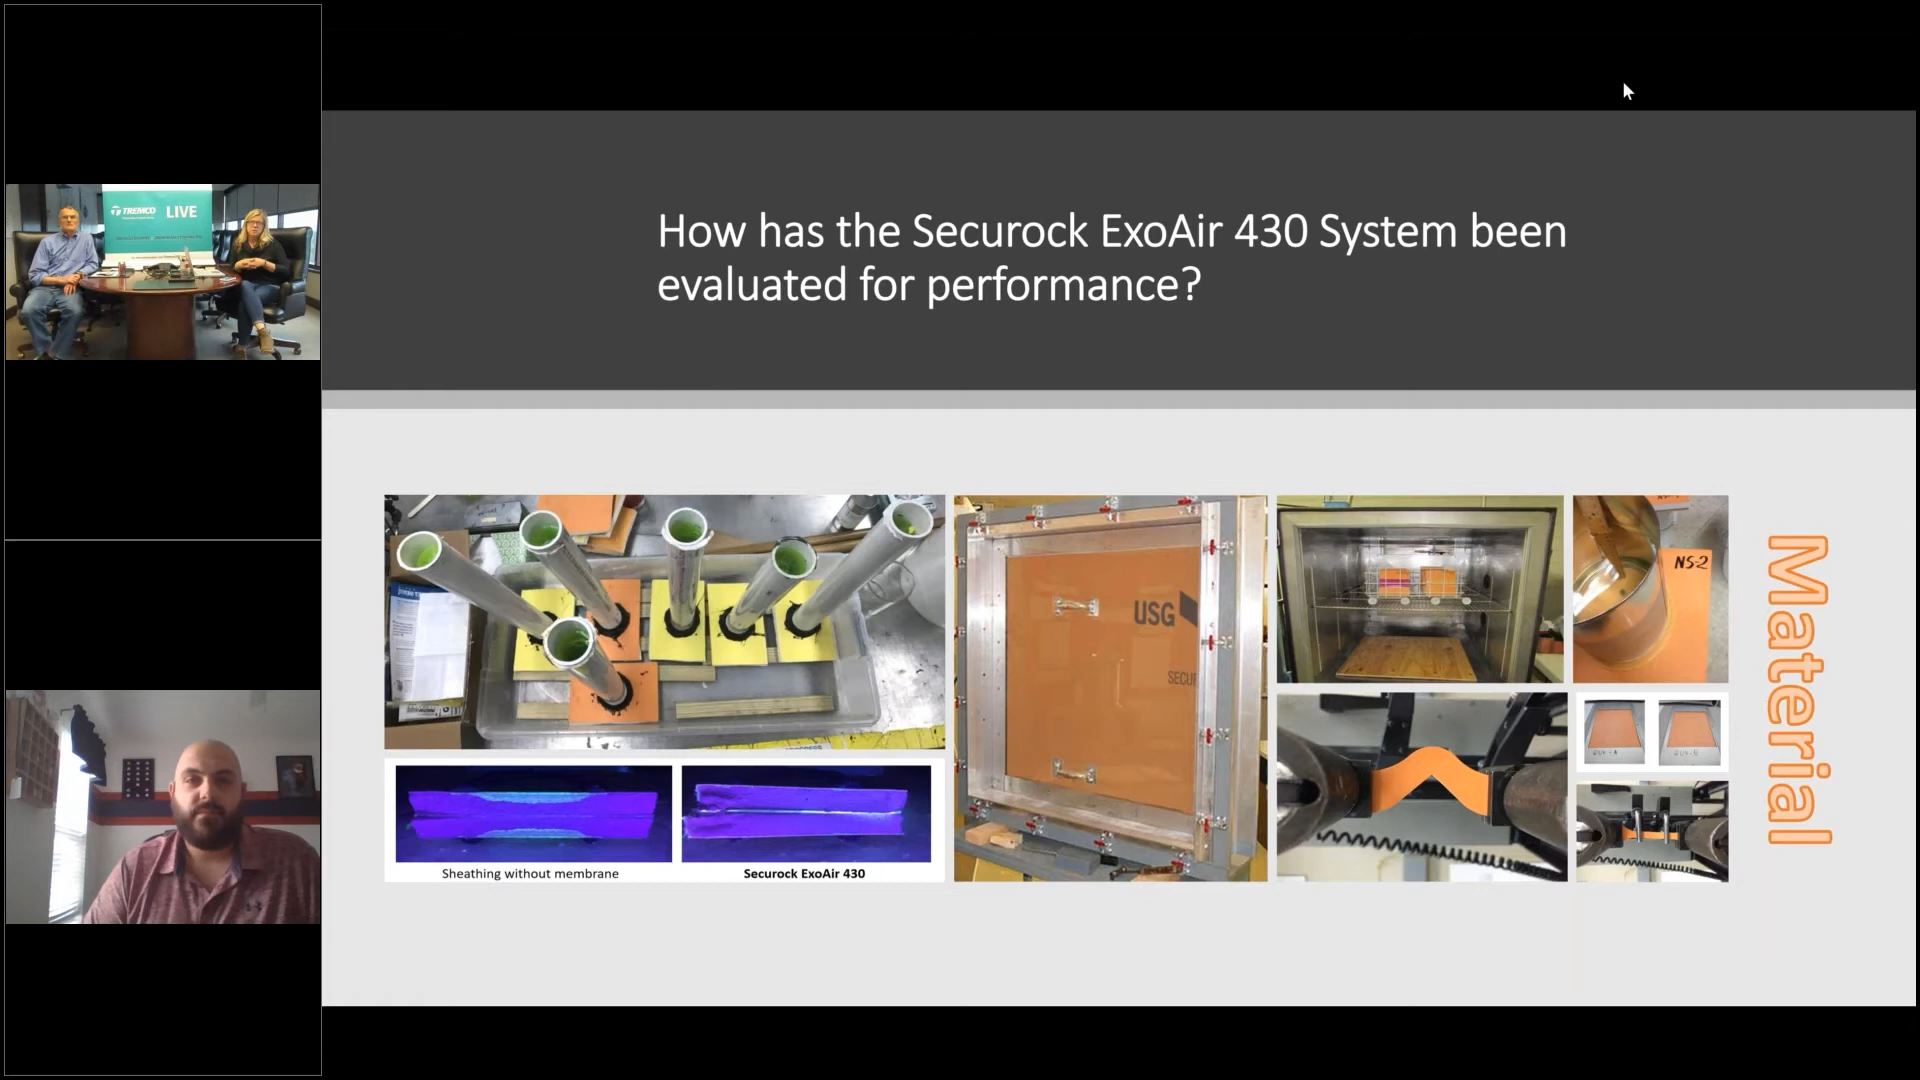 TREMCO LIVE
How has the Securock ExoAir 430 System been
evaluated for performance?
USG
SECUR
NS-2
Material
Sheathing without membrane
Securock ExoAir 430